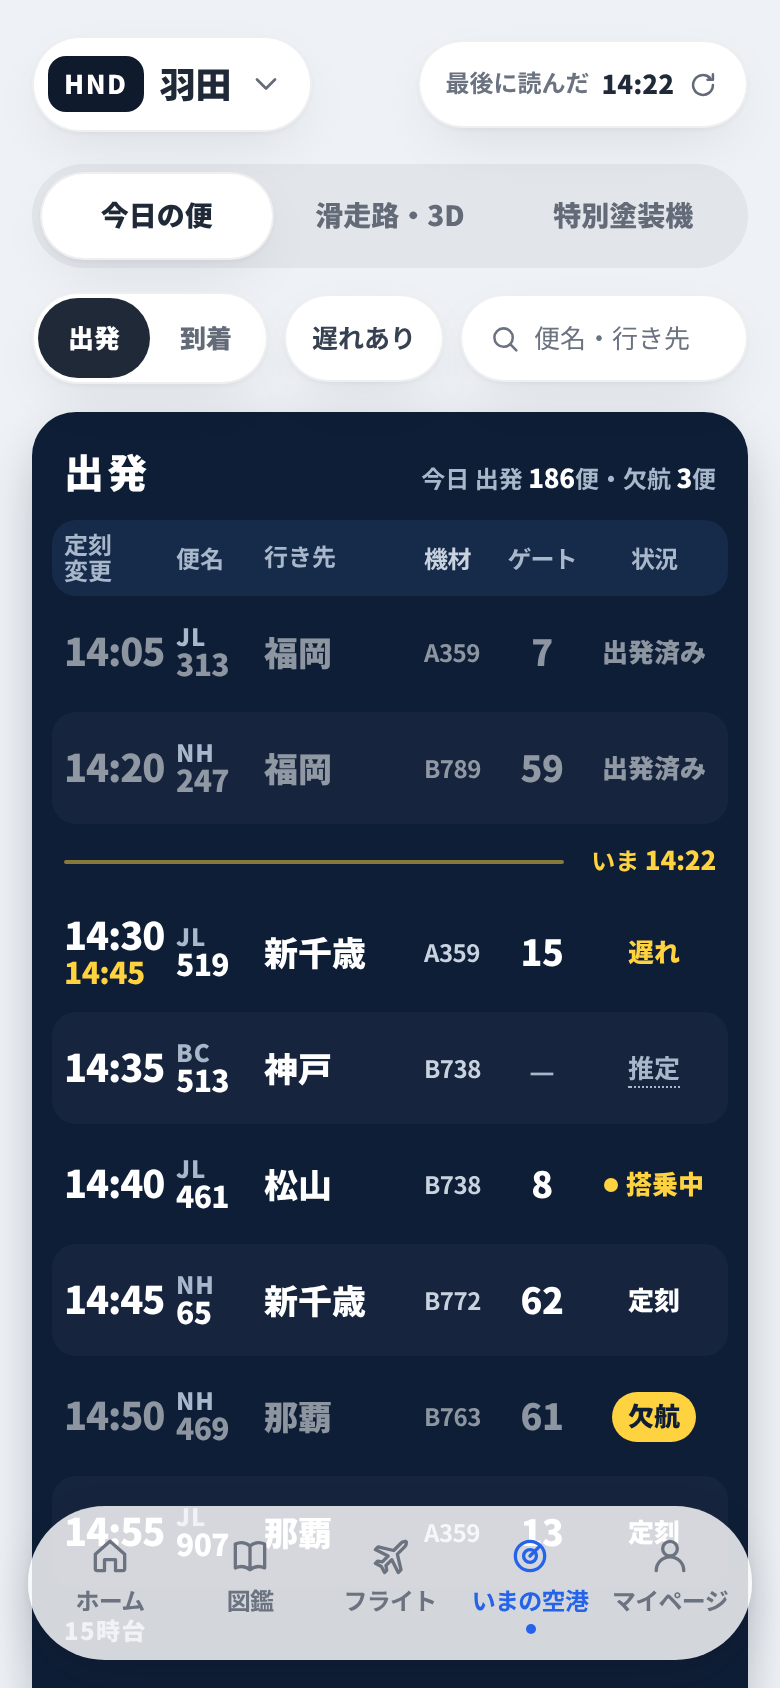 HND 羽田 最後に読んだ 14:22
今日の便 滑走路・3D 特別塗装機
出発 到着 遅れあり 便名・行き先
出発 今日 出発 186便・欠航 3便
定刻 変更 便名 行き先 機材 ゲート 状況
14:05 JL 313 福岡 A359 7 出発済み
14:20 NH 247 福岡 B789 59 出発済み
いま 14:22
14:30 14:45 JL 519 新千歳 A359 15 遅れ
14:35 BC 513 神戸 B738 — 推定
14:40 JL 461 松山 B738 8 搭乗中
14:45 NH 65 新千歳 B772 62 定刻
14:50 NH 469 那覇 B763 61 欠航
14:55 JL 907 那覇 A359 13 定刻
ホーム 図鑑 フライト いまの空港 マイページ
15時台